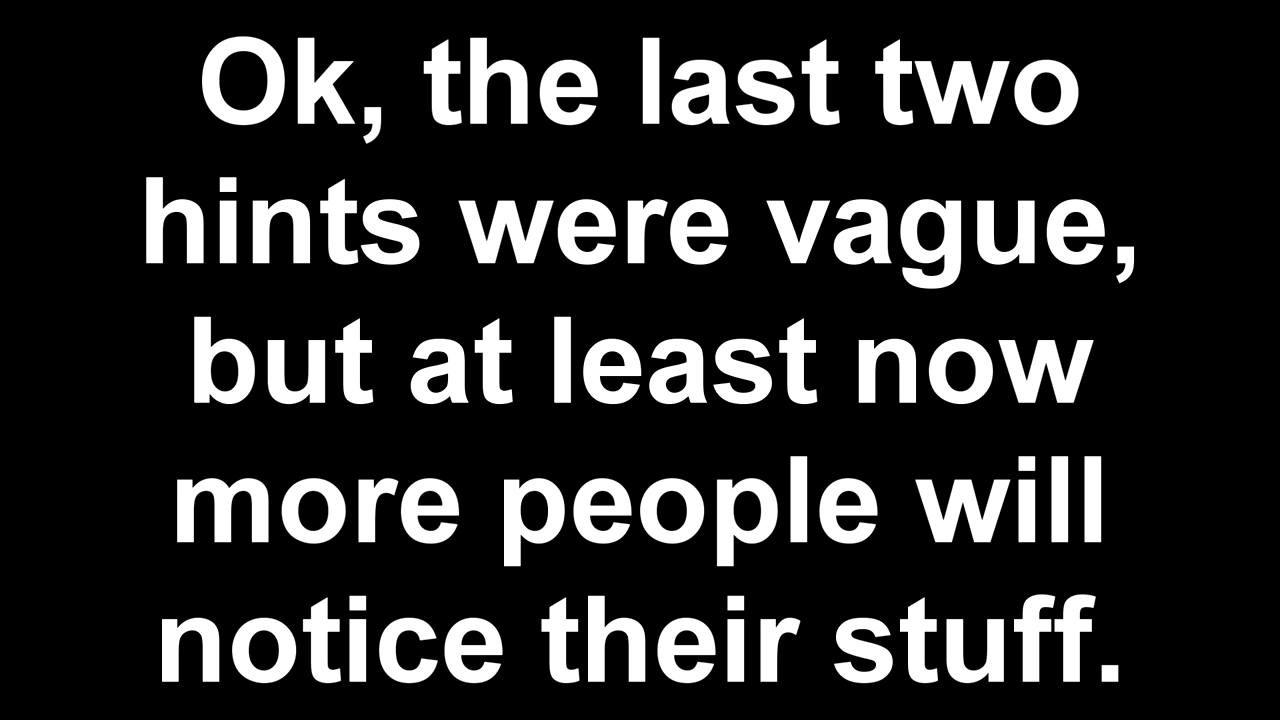 Ok, the last two
hints were vague,
but at least now
more people will
notice their stuff.